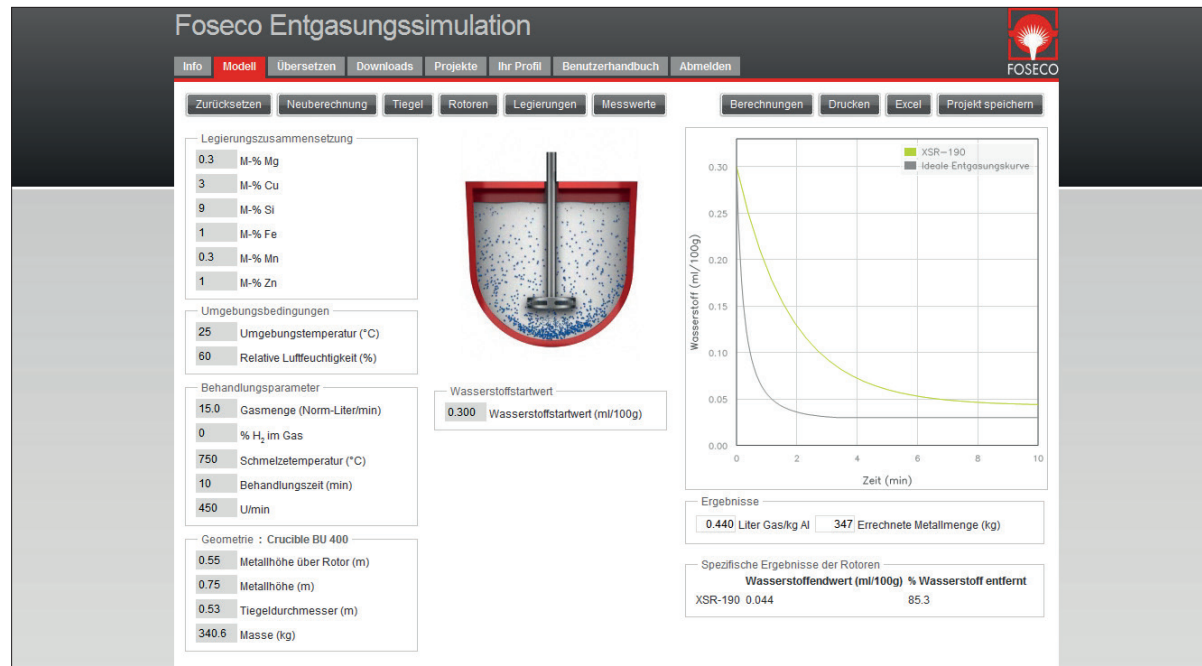 Foseco Entgasungssimulation
FOSECO
Info Modell Übersetzen Downloads Projekte Ihr Profil Benutzerhandbuch Abmelden
Zurücksetzen Neuberechnung Tiegel Rotoren Legierungen Messwerte Berechnungen Drucken Excel Projekt speichern
Legierungszusammensetzung
0.3 M-% Mg
3 M-% Cu
9 M-% Si
1 M-% Fe
0.3 M-% Mn
1 M-% Zn
Umgebungsbedingungen
25 Umgebungstemperatur (°C)
60 Relative Luftfeuchtigkeit (%)
Behandlungsparameter
15.0 Gasmenge (Norm-Liter/min)
0 % H₂ im Gas
750 Schmelzetemperatur (°C)
10 Behandlungszeit (min)
450 U/min
Geometrie : Crucible BU 400
0.55 Metallhöhe über Rotor (m)
0.75 Metallhöhe (m)
0.53 Tiegeldurchmesser (m)
340.6 Masse (kg)
Wasserstoffstartwert
0.300 Wasserstoffstartwert (ml/100g)
XSR-190
Ideale Entgasungskurve
Wasserstoff (ml/100g)
0.30
0.25
0.20
0.15
0.10
0.05
0.00
0 2 4 6 8 10
Zeit (min)
Ergebnisse
0.440 Liter Gas/kg Al 347 Errechnete Metallmenge (kg)
Spezifische Ergebnisse der Rotoren
Wasserstoffendwert (ml/100g) % Wasserstoff entfernt
XSR-190 0.044 85.3